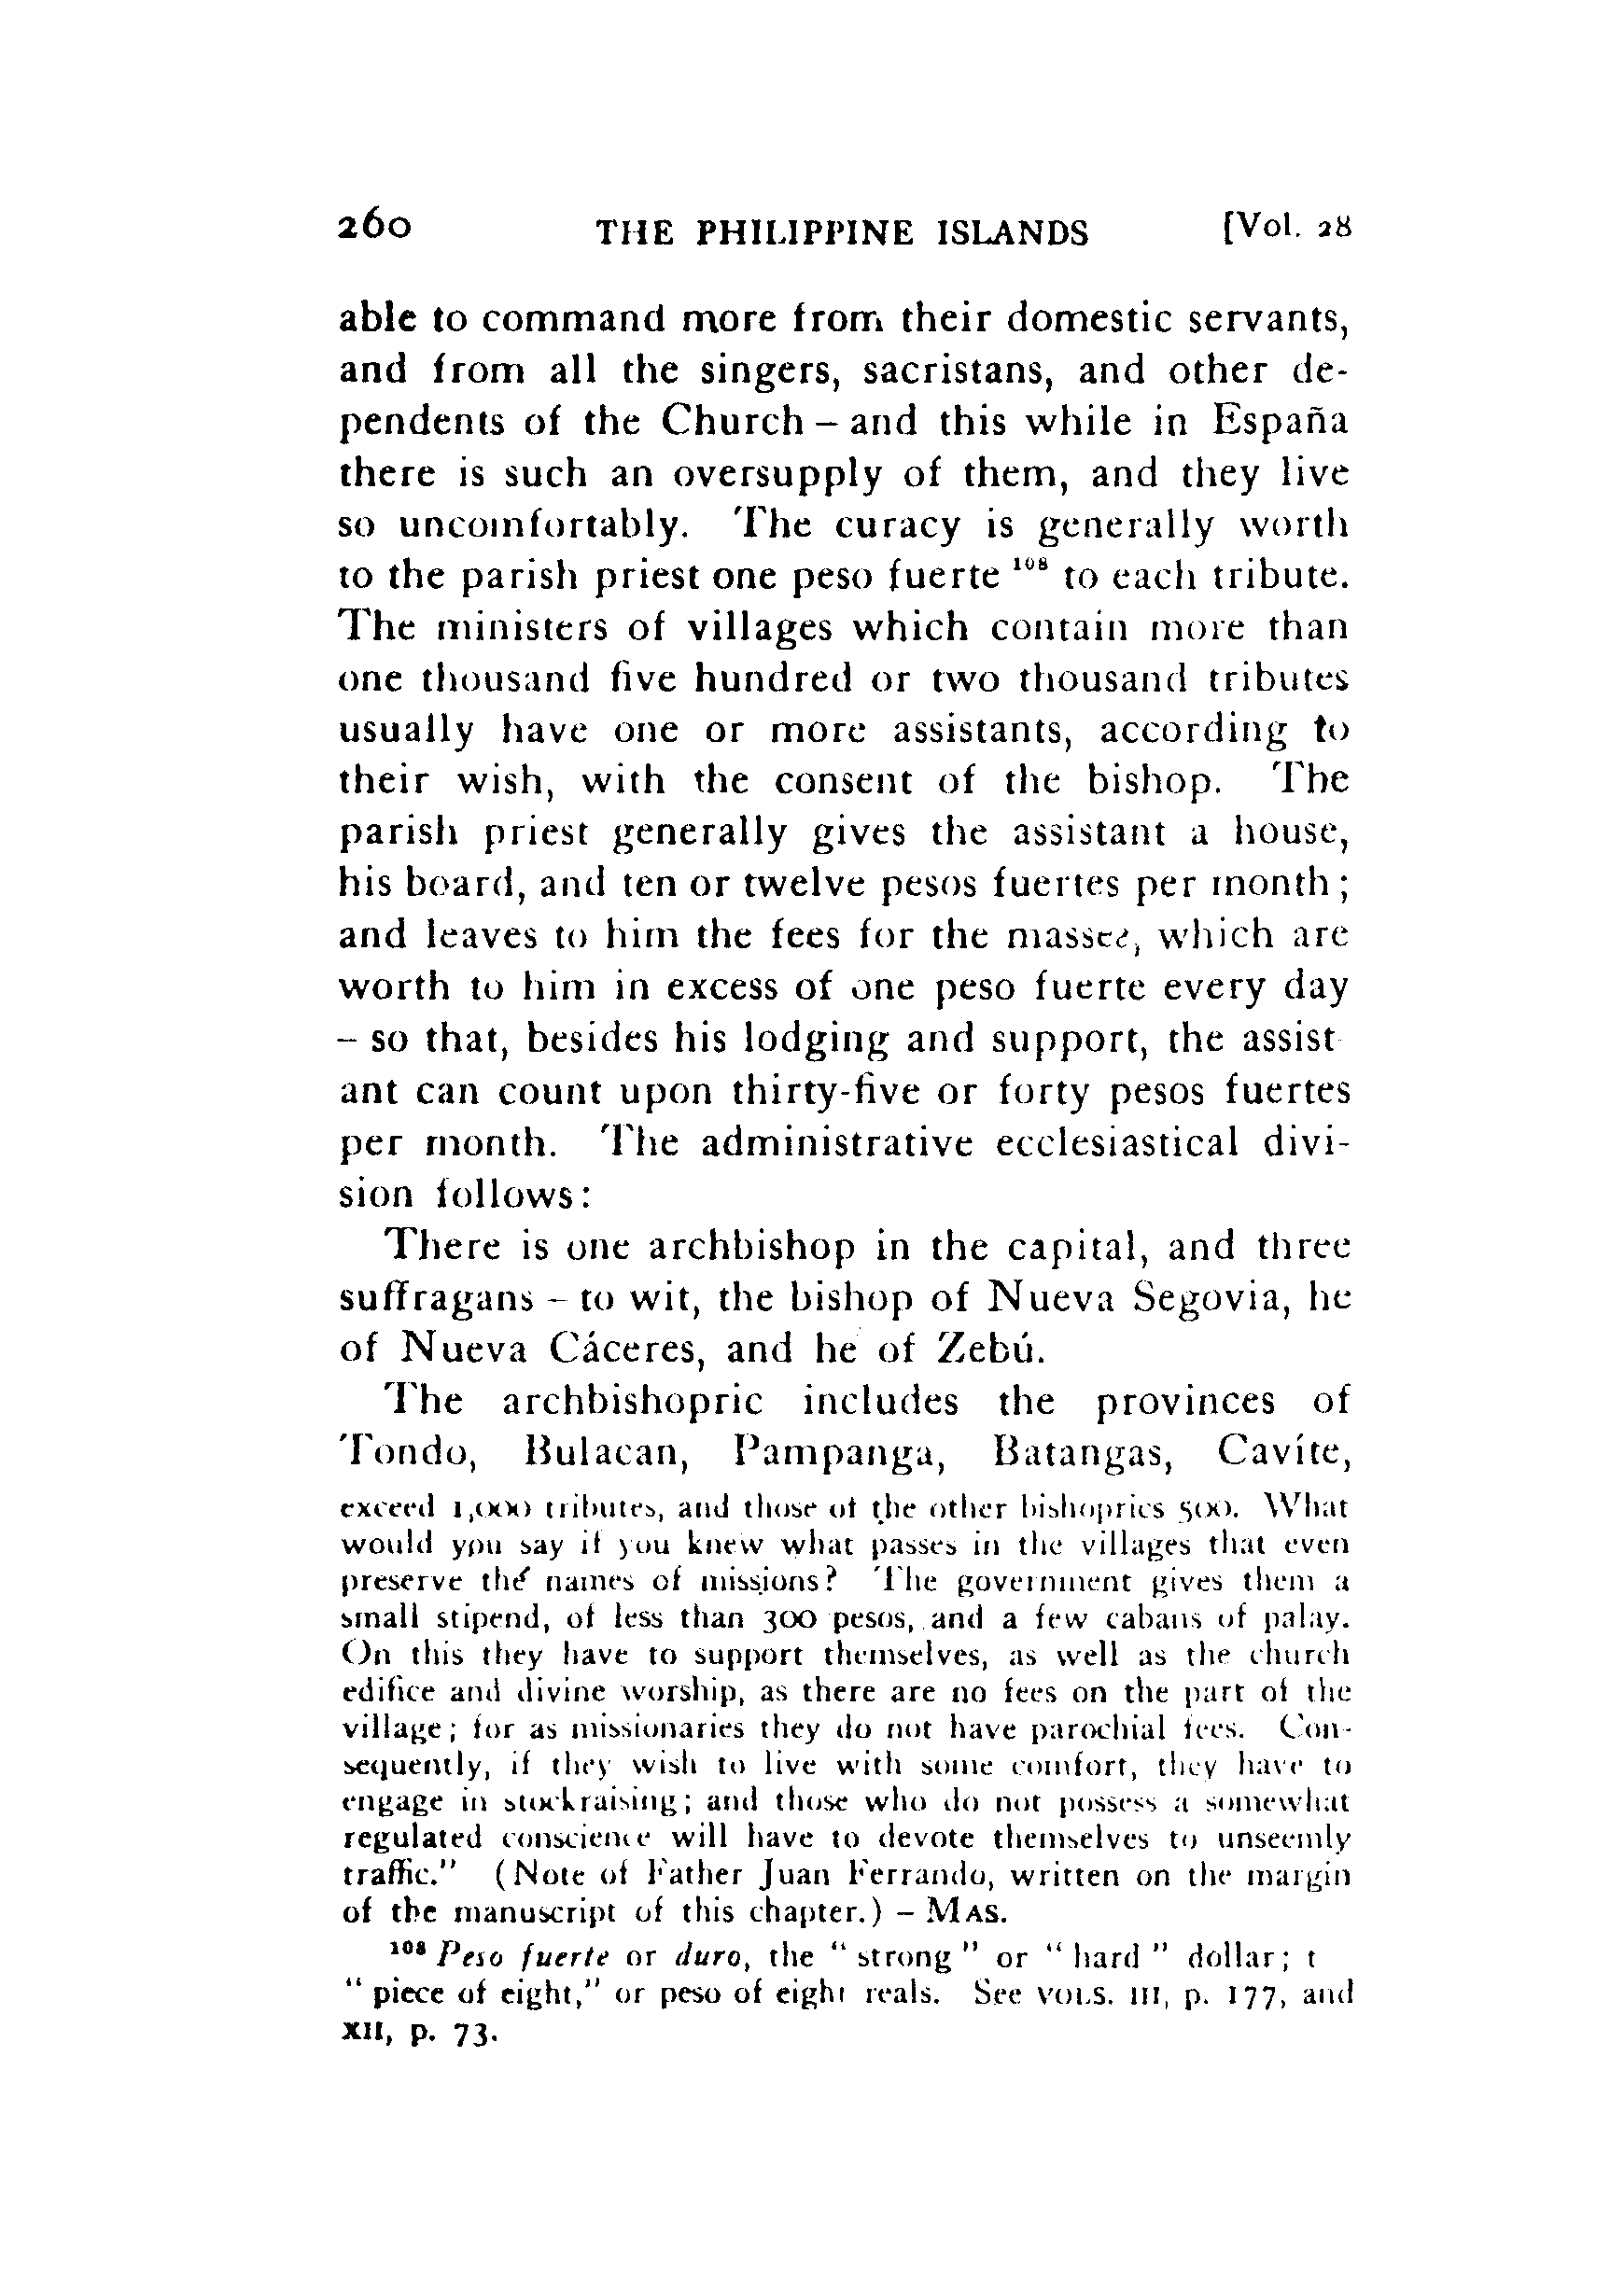 260 THE PHILIPPINE ISLANDS [Vol. 28
able to command more from their domestic servants,
and from all the singers, sacristans, and other de-
pendents of the Church – and this while in España
there is such an oversupply of them, and they live
so uncomfortably. The curacy is generally worth
to the parish priest one peso fuerte ¹⁰⁸ to each tribute.
The ministers of villages which contain more than
one thousand five hundred or two thousand tributes
usually have one or more assistants, according to
their wish, with the consent of the bishop. The
parish priest generally gives the assistant a house,
his board, and ten or twelve pesos fuertes per month;
and leaves to him the fees for the masses, which are
worth to him in excess of one peso fuerte every day
– so that, besides his lodging and support, the assist
ant can count upon thirty-five or forty pesos fuertes
per month. The administrative ecclesiastical divi-
sion follows:
There is one archbishop in the capital, and three
suffragans – to wit, the bishop of Nueva Segovia, he
of Nueva Cáceres, and he of Zebú.
The archbishopric includes the provinces of
Tondo, Bulacan, Pampanga, Batangas, Cavíte,
exceed 1,000 tributes, and those of the other bishoprics 500. What
would you say if you knew what passes in the villages that even
preserve the names of missions? The government gives them a
small stipend, of less than 300 pesos, and a few cabans of palay.
On this they have to support themselves, as well as the church
edifice and divine worship, as there are no fees on the part of the
village; for as missionaries they do not have parochial fees. Con-
sequently, if they wish to live with some comfort, they have to
engage in stockraising; and those who do not possess a somewhat
regulated conscience will have to devote themselves to unseemly
traffic." (Note of Father Juan Ferrando, written on the margin
of the manuscript of this chapter.) – MAS.
¹⁰⁸ Peso fuerte or duro, the "strong" or "hard" dollar; t
"piece of eight," or peso of eight reals. See VOLS. III, p. 177, and
XII, p. 73.